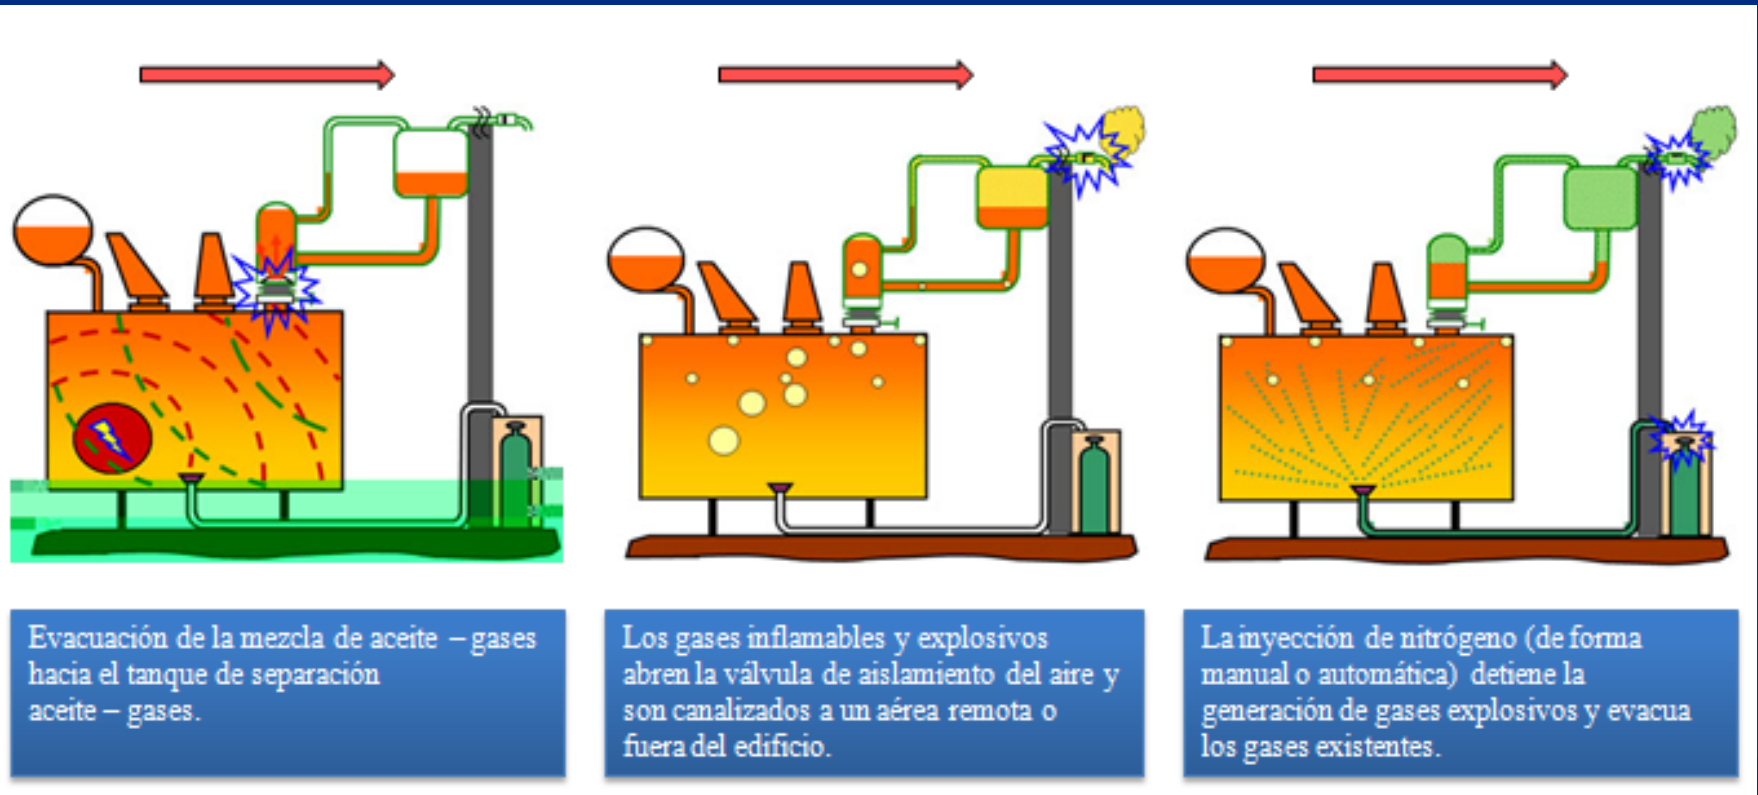 Evacuación de la mezcla de aceite – gases
hacia el tanque de separación
aceite – gases.
Los gases inflamables y explosivos
abren la válvula de aislamiento del aire y
son canalizados a un aérea remota o
fuera del edificio.
La inyección de nitrógeno (de forma
manual o automática) detiene la
generación de gases explosivos y evacua
los gases existentes.